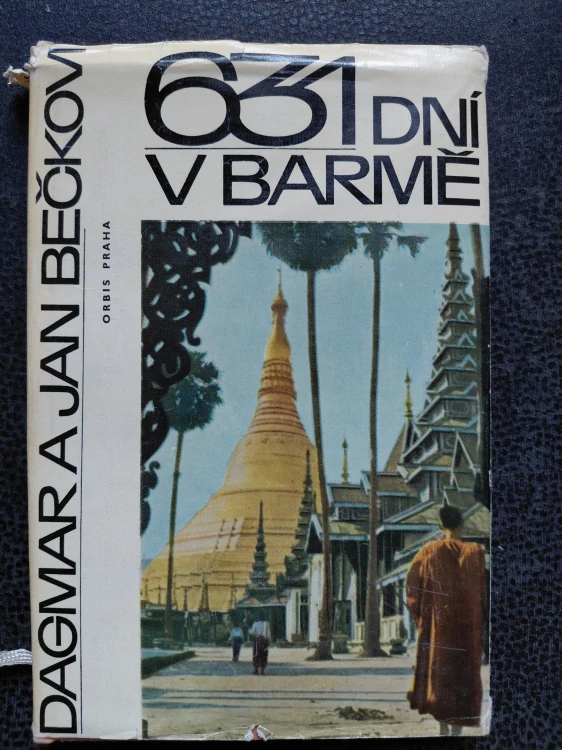 631 DNÍ
V BARMĚ
DAGMAR A JAN BEČKOVI
ORBIS PRAHA